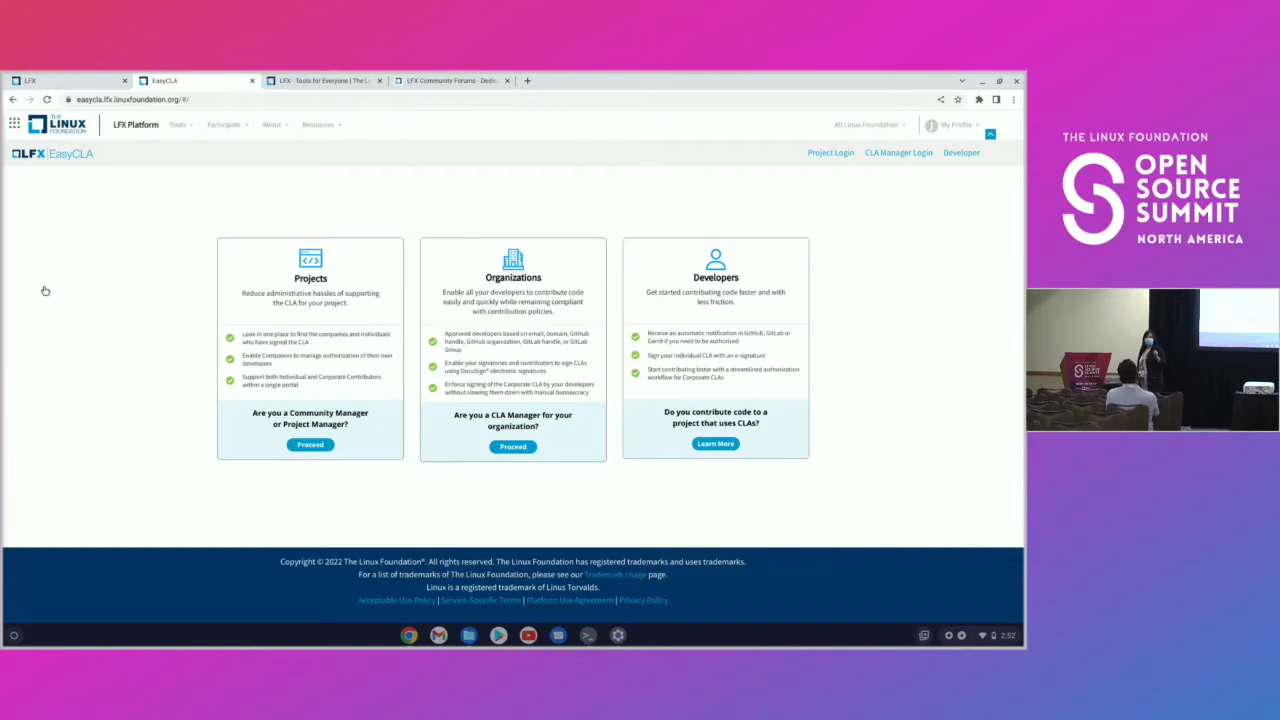 LFX
EasyCLA
LFX - Tools for Everyone | The Li
LFX Community Forums - Dedic
easycla.lfx.linuxfoundation.org/#/
THE
LINUX
FOUNDATION
LFX Platform
Tools
Participate
About
Resources
All Linux Foundation
My Profile
LFX EasyCLA
Project Login
CLA Manager Login
Developer
Projects
Reduce administrative hassles of supporting
the CLA for your project.
Look in one place to find the companies and individuals
who have signed the CLA
Enable Companies to manage authorization of their own
developers
Support both Individual and Corporate Contributors
within a single portal
Are you a Community Manager
or Project Manager?
Proceed
Organizations
Enable all your developers to contribute code
easily and quickly while remaining compliant
with contribution policies.
Approved developers based on email, domain, GitHub
handle, GitHub organization, GitLab handle, or GitLab
Group
Enable your signatories and contributors to sign CLAs
using DocuSign® electronic signatures
Enforce signing of the Corporate CLA by your developers
without slowing them down with manual bureaucracy
Are you a CLA Manager for your
organization?
Proceed
Developers
Get started contributing code faster and with
less friction.
Receive an automatic notification in GitHub, GitLab or
Gerrit if you need to be authorized
Sign your individual CLA with an e-signature
Start contributing faster with a streamlined authorization
workflow for Corporate CLAs
Do you contribute code to a
project that uses CLAs?
Learn More
Copyright © 2022 The Linux Foundation®. All rights reserved. The Linux Foundation has registered trademarks and uses trademarks.
For a list of trademarks of The Linux Foundation, please see our Trademark Usage page.
Linux is a registered trademark of Linus Torvalds.
Acceptable Use Policy | Service-Specific Terms | Platform Use Agreement | Privacy Policy
2:52
THE LINUX FOUNDATION
OPEN
SOURCE
SUMMIT
NORTH AMERICA
OPEN
SOURCE
SUMMIT